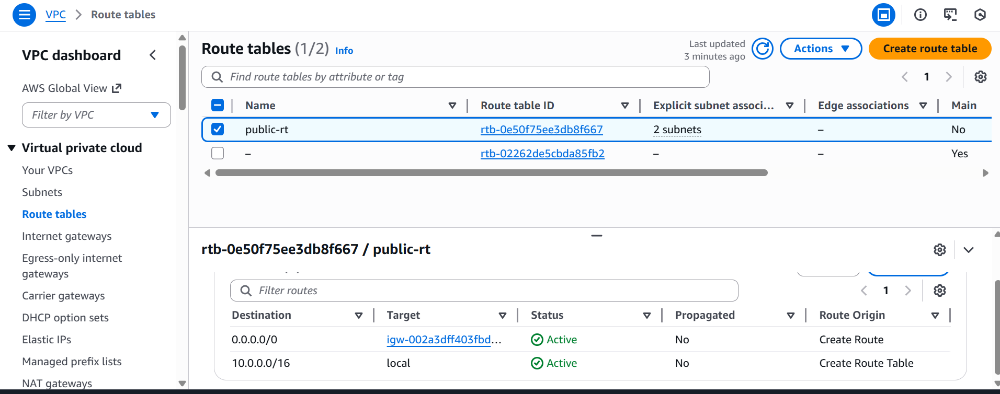 VPC > Route tables
VPC dashboard
AWS Global View
Filter by VPC
Virtual private cloud
Your VPCs
Subnets
Route tables
Internet gateways
Egress-only internet
gateways
Carrier gateways
DHCP option sets
Elastic IPs
Managed prefix lists
NAT gateways
Route tables (1/2) Info
Last updated
3 minutes ago
Actions
Create route table
Find route tables by attribute or tag
1
Name Route table ID Explicit subnet associ... Edge associations Main
public-rt rtb-0e50f75ee3db8f667 2 subnets – No
– rtb-02262de5cbda85fb2 – – Yes
rtb-0e50f75ee3db8f667 / public-rt
Filter routes
1
Destination Target Status Propagated Route Origin
0.0.0.0/0 igw-002a3dff403fbd... Active No Create Route
10.0.0.0/16 local Active No Create Route Table